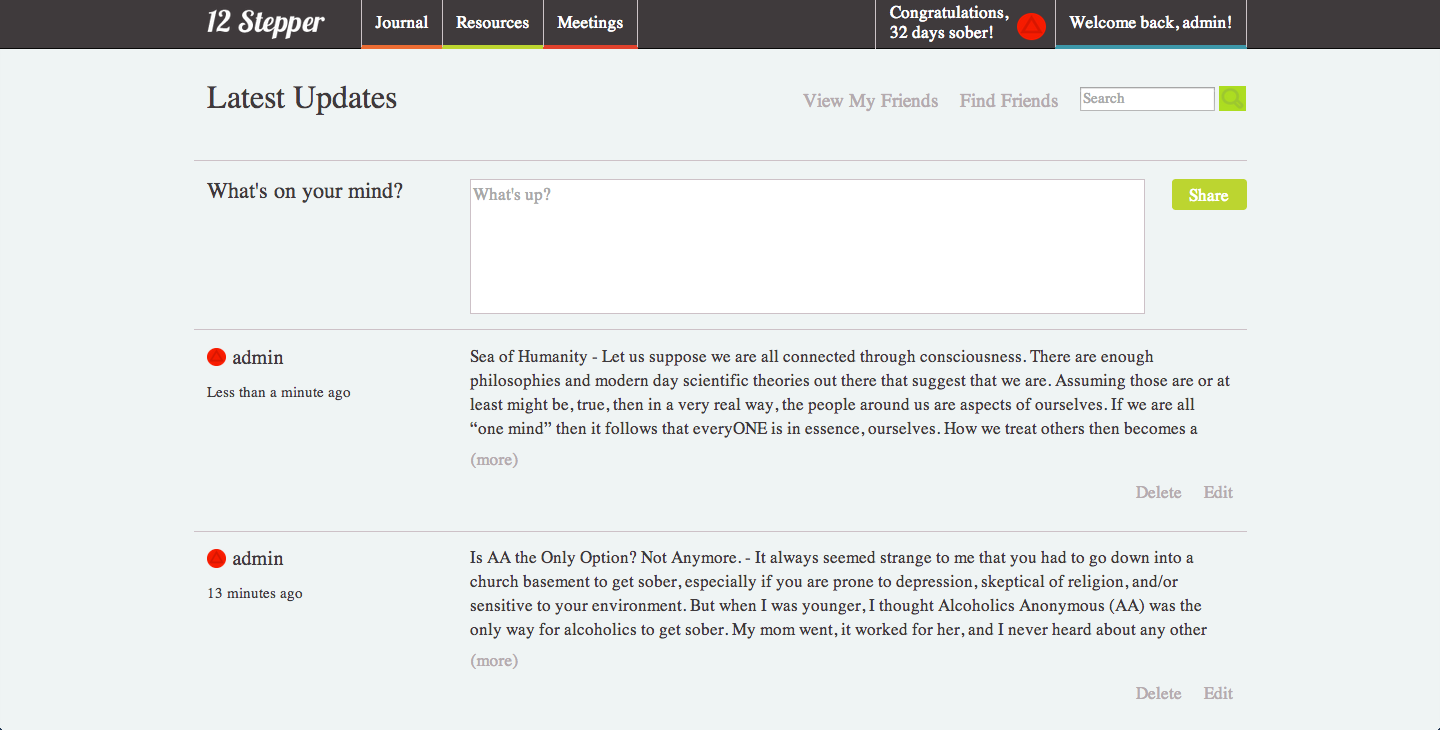 12 Stepper
Journal
Resources
Meetings
Congratulations,
32 days sober!
Welcome back, admin!
Latest Updates
View My Friends
Find Friends
Search
What's on your mind?
What's up?
Share
admin
Less than a minute ago
Sea of Humanity - Let us suppose we are all connected through consciousness. There are enough
philosophies and modern day scientific theories out there that suggest that we are. Assuming those are or at
least might be, true, then in a very real way, the people around us are aspects of ourselves. If we are all
“one mind” then it follows that everyONE is in essence, ourselves. How we treat others then becomes a
(more)
Delete
Edit
admin
13 minutes ago
Is AA the Only Option? Not Anymore. - It always seemed strange to me that you had to go down into a
church basement to get sober, especially if you are prone to depression, skeptical of religion, and/or
sensitive to your environment. But when I was younger, I thought Alcoholics Anonymous (AA) was the
only way for alcoholics to get sober. My mom went, it worked for her, and I never heard about any other
(more)
Delete
Edit